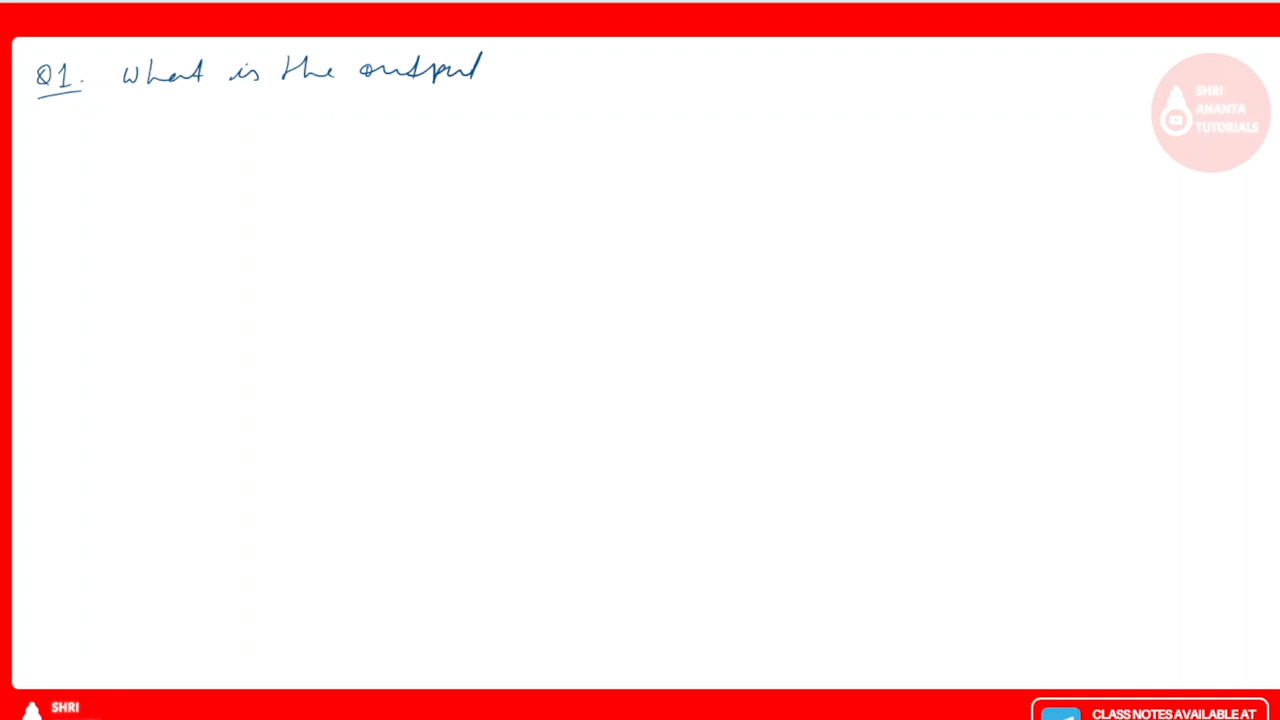 Q1. What is the output
SHRI
ANANTA
TUTORIALS
SHRI
CLASS NOTES AVAILABLE AT